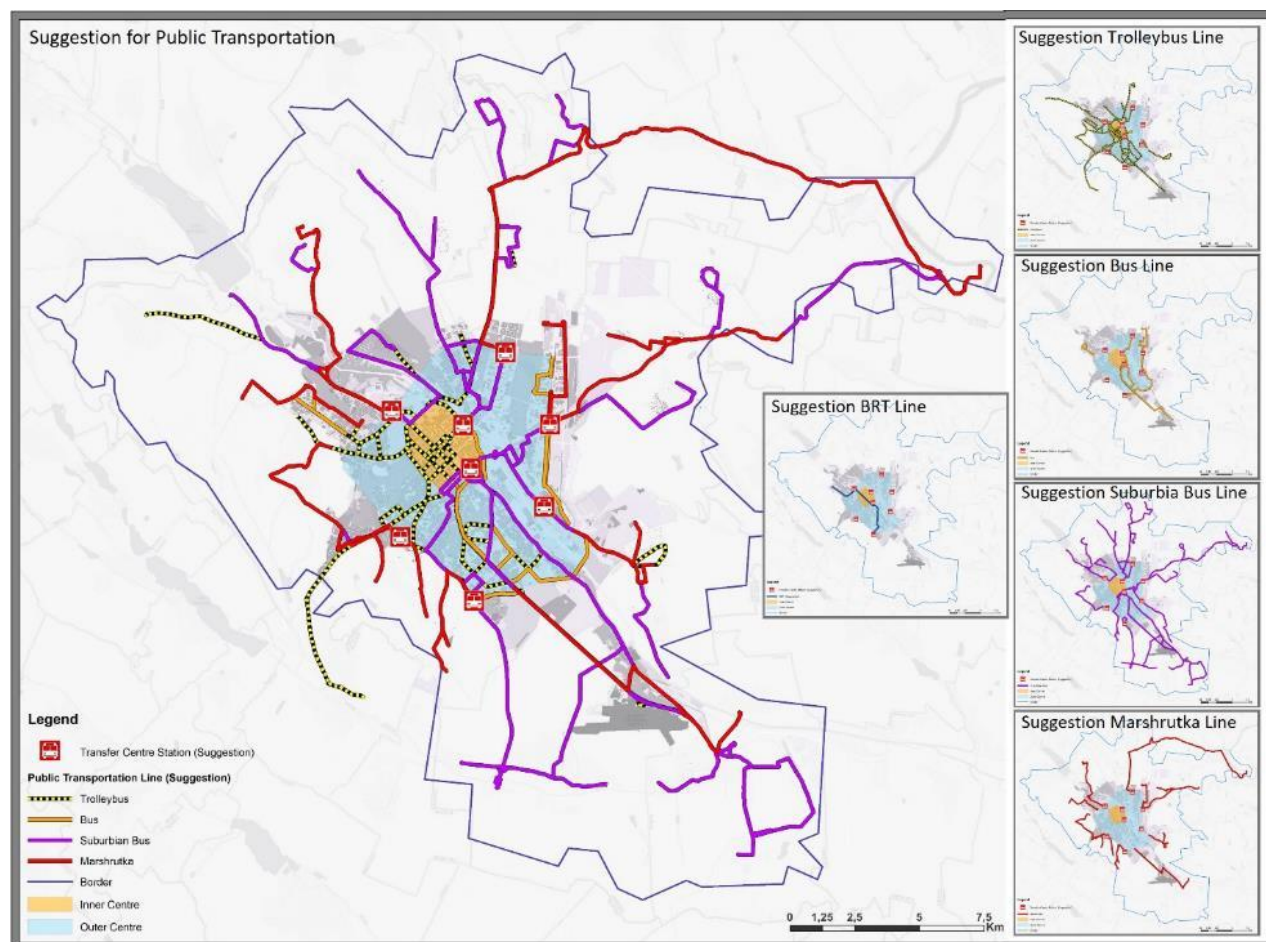 Suggestion for Public Transportation
Legend
Transfer Centre Station (Suggestion)
Public Transportation Line (Suggestion)
Trolleybus
Bus
Suburbian Bus
Marshrutka
Border
Inner Centre
Outer Centre
0 1,25 2,5 5 7,5
Km
Suggestion BRT Line
Suggestion Trolleybus Line
Suggestion Bus Line
Suggestion Suburbia Bus Line
Suggestion Marshrutka Line